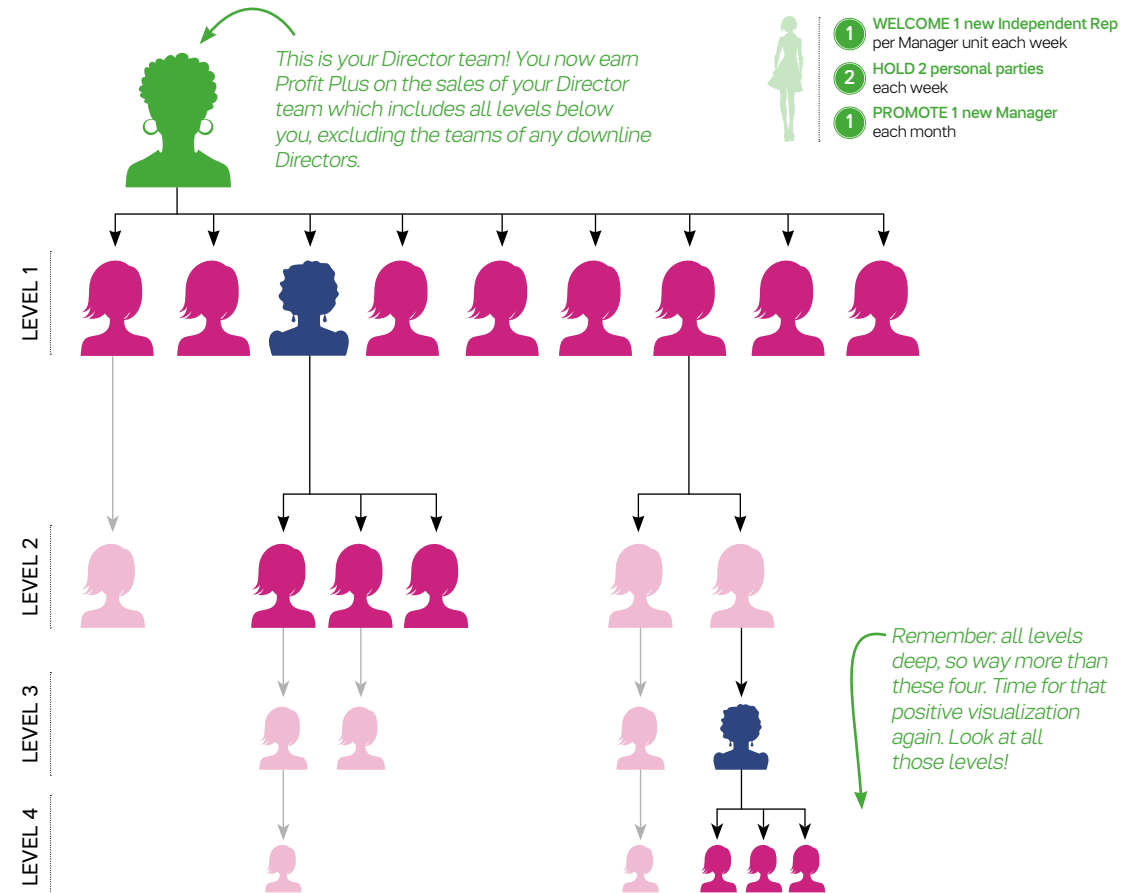 This is your Director team! You now earn
Profit Plus on the sales of your Director
team which includes all levels below
you, excluding the teams of any downline
Directors.
1 WELCOME 1 new Independent Rep
per Manager unit each week
2 HOLD 2 personal parties
each week
1 PROMOTE 1 new Manager
each month
LEVEL 1
LEVEL 2
LEVEL 3
LEVEL 4
Remember: all levels
deep, so way more than
these four. Time for that
positive visualization
again. Look at all
those levels!